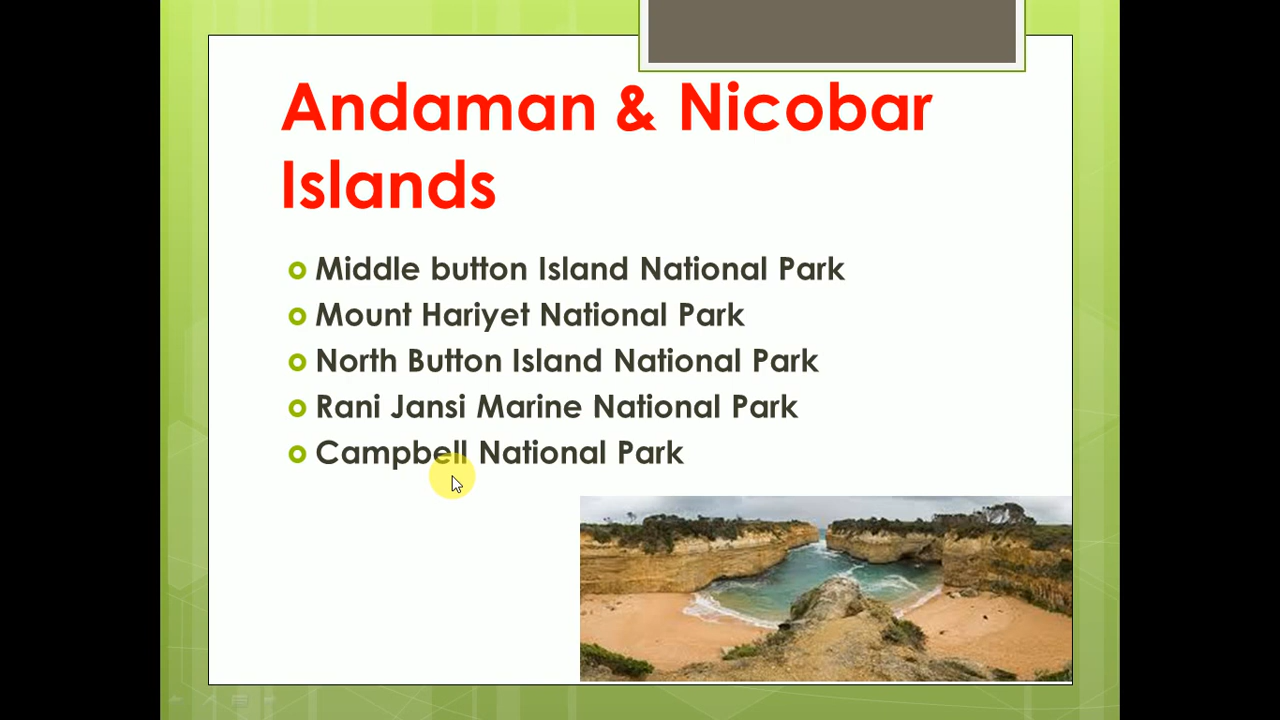 Andaman & Nicobar
Islands
Middle button Island National Park
Mount Hariyet National Park
North Button Island National Park
Rani Jansi Marine National Park
Campbell National Park